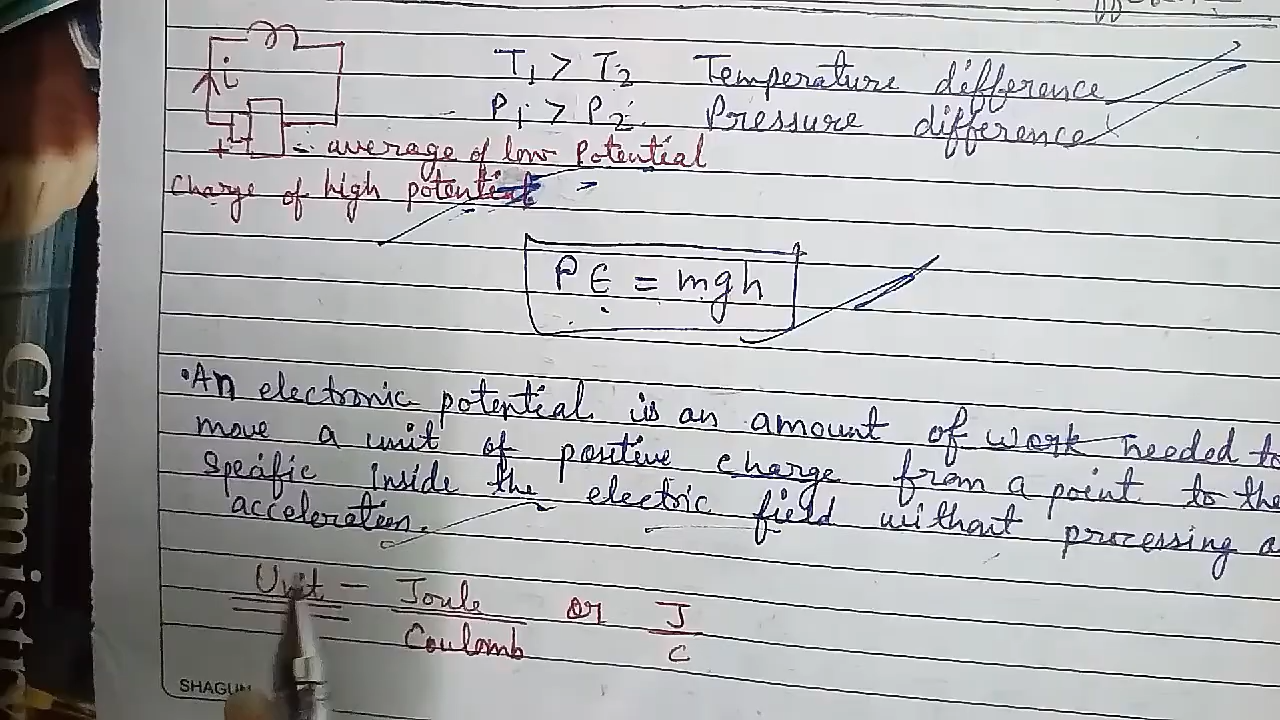 i
T₁ > T₂ Temperature difference
P₁ > P₂ Pressure difference
+ - average of low Potential
Charge of high potential
PE = mgh
•An electronic potential is an amount of work needed to
move a unit of positive charge from a point to the
specific inside the electric field without processing a
acceleration.
Unit - Joule/Coulomb or J/C
SHAGUN
Chemistr